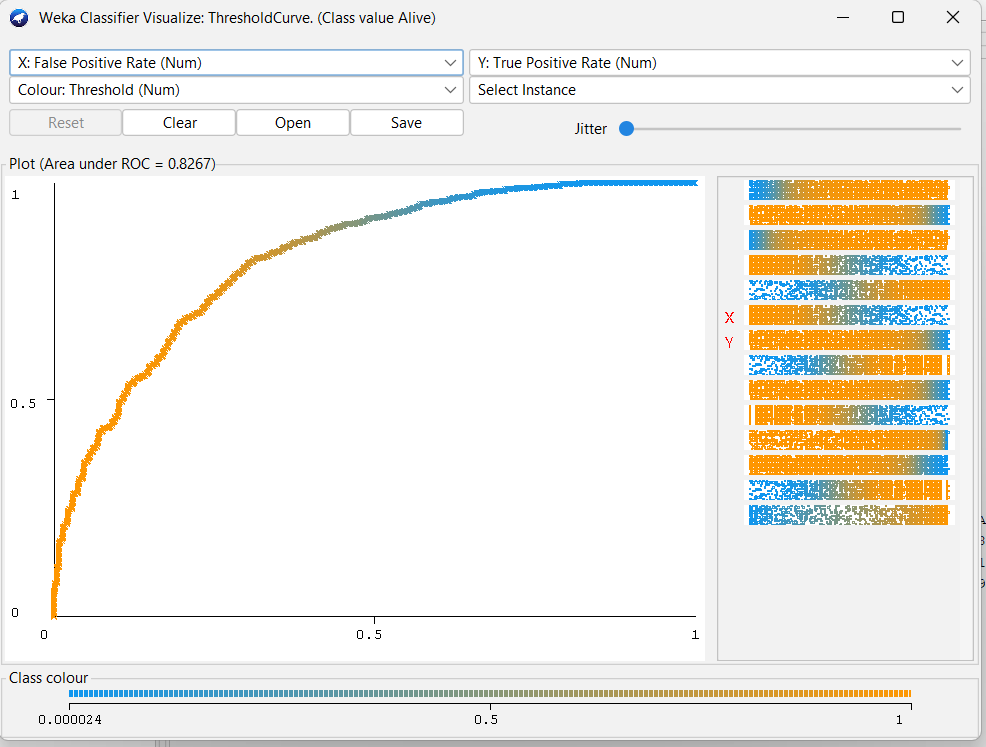 Weka Classifier Visualize: ThresholdCurve. (Class value Alive)
X: False Positive Rate (Num)
Y: True Positive Rate (Num)
Colour: Threshold (Num)
Select Instance
Reset
Clear
Open
Save
Jitter
Plot (Area under ROC = 0.8267)
1
0.5
0
0
0.5
1
X
Y
Class colour
0.000024
0.5
1